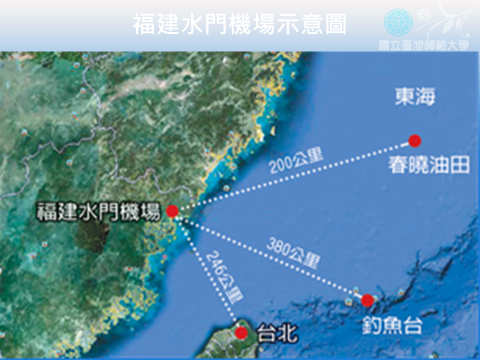 福建水門機場示意圖
國立臺灣師範大學
東海
200公里
春曉油田
福建水門機場
380公里
246公里
釣魚台
台北